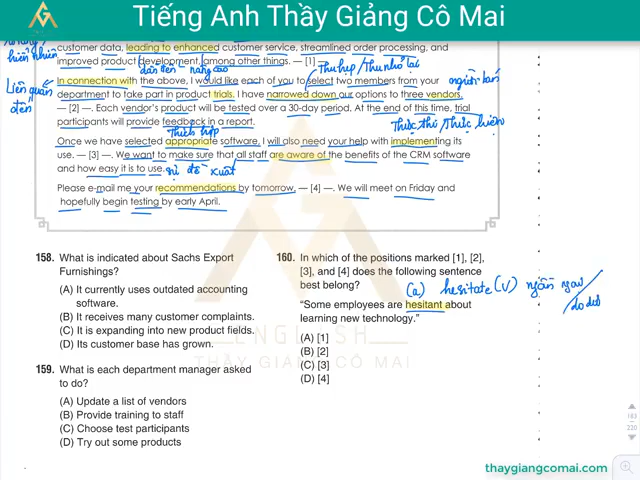 Tiếng Anh Thầy Giảng Cô Mai
hiển nhiên
customer data, leading to enhanced customer service, streamlined order processing, and
improved product development, among other things. — [1]
dẫn đến – nâng cao
Thu hẹp / thu nhỏ lại
Liên quan đến
In connection with the above, I would like each of you to select two members from your
người bán
department to take part in product trials. I have narrowed down our options to three vendors.
— [2] —. Each vendor's product will be tested over a 30-day period. At the end of this time, trial
participants will provide feedback in a report.
Thực thi / Thực hiện
Thích hợp
Once we have selected appropriate software, I will also need your help with implementing its
use. — [3] —. We want to make sure that all staff are aware of the benefits of the CRM software
and how easy it is to use.
đề xuất
Please e-mail me your recommendations by tomorrow. — [4] —. We will meet on Friday and
hopefully begin testing by early April.
158. What is indicated about Sachs Export
Furnishings?
(A) It currently uses outdated accounting
software.
(B) It receives many customer complaints.
(C) It is expanding into new product fields.
(D) Its customer base has grown.
159. What is each department manager asked
to do?
(A) Update a list of vendors
(B) Provide training to staff
(C) Choose test participants
(D) Try out some products
160. In which of the positions marked [1], [2],
[3], and [4] does the following sentence
best belong?
(a) hesitate (v) ngần ngại / do dự
"Some employees are hesitant about
learning new technology."
(A) [1]
(B) [2]
(C) [3]
(D) [4]
ENGLISH
THẦY GIẢNG CÔ MAI
183
220
thaygiangcomai.com